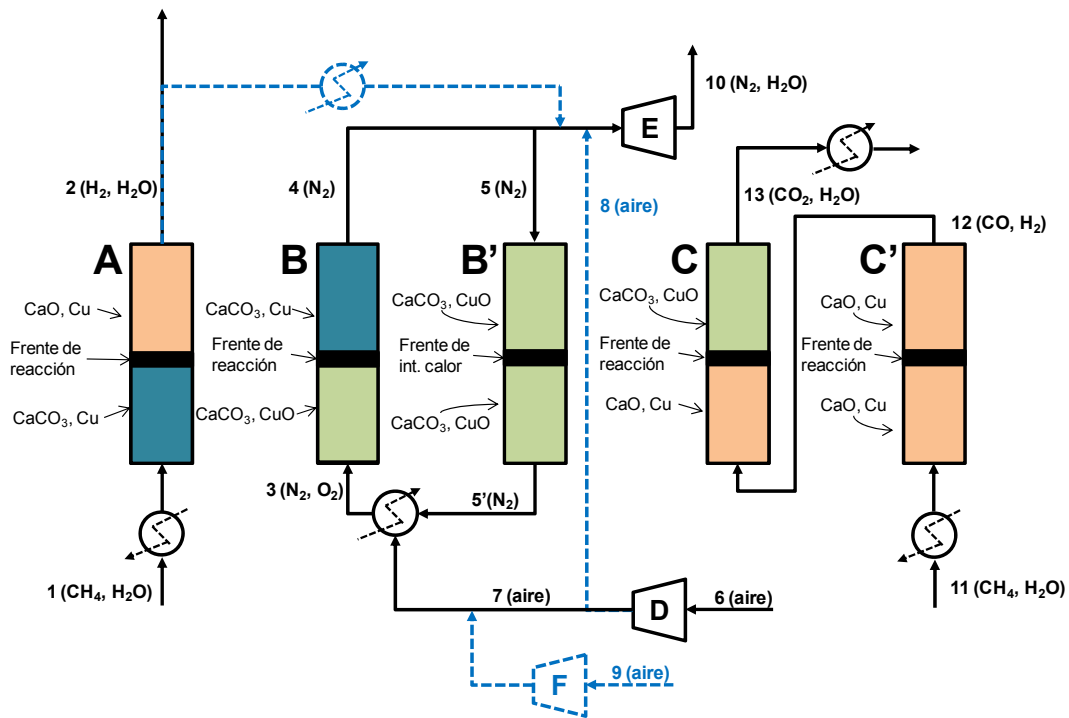 E
10 (N₂, H₂O)
2 (H₂, H₂O)
4 (N₂)
5 (N₂)
8 (aire)
13 (CO₂, H₂O)
12 (CO, H₂)
A
B
B’
C
C’
CaO, Cu
Frente de
reacción
CaCO₃, Cu
CaCO₃, Cu
Frente de
reacción
CaCO₃, CuO
CaCO₃, CuO
Frente de
int. calor
CaCO₃, CuO
CaCO₃, CuO
Frente de
reacción
CaO, Cu
CaO, Cu
Frente de
reacción
CaO, Cu
3 (N₂, O₂)
5’(N₂)
1 (CH₄, H₂O)
7 (aire)
D
6 (aire)
11 (CH₄, H₂O)
F
9 (aire)